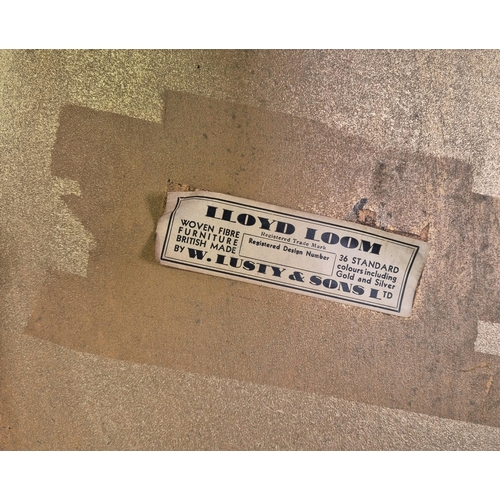 LLOYD LOOM
Registered Trade Mark
WOVEN FIBRE
FURNITURE
BRITISH MADE
BY
Registered Design Number
36 STANDARD
colours including
Gold and Silver
W. LUSTY & SONS LTD